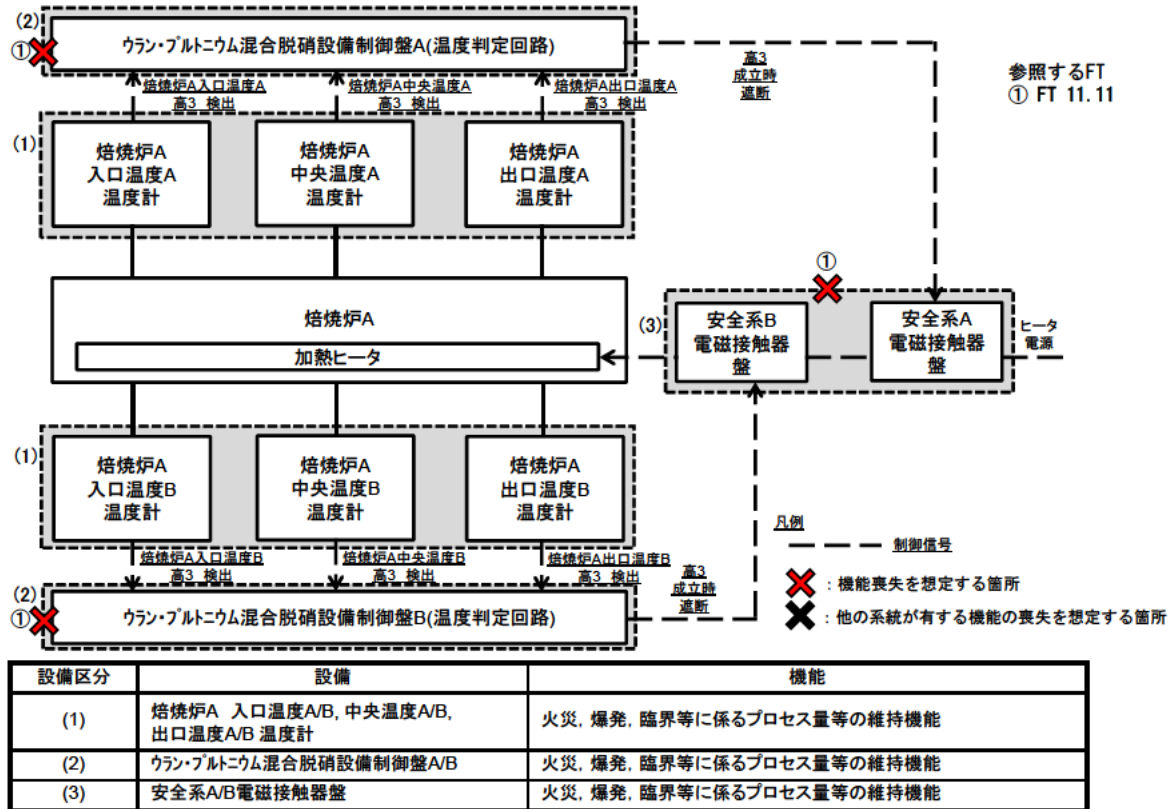 (2)
①
ウラン・プルトニウム混合脱硝設備制御盤A(温度判定回路)
焙焼炉A入口温度A
高3 検出
焙焼炉A中央温度A
高3 検出
焙焼炉A出口温度A
高3 検出
高3
成立時
遮断
参照するFT
① FT 11.11
(1)
焙焼炉A
入口温度A
温度計
焙焼炉A
中央温度A
温度計
焙焼炉A
出口温度A
温度計
焙焼炉A
加熱ヒータ
①
(3)
安全系B
電磁接触器
盤
安全系A
電磁接触器
盤
ヒータ
電源
(1)
焙焼炉A
入口温度B
温度計
焙焼炉A
中央温度B
温度計
焙焼炉A
出口温度B
温度計
焙焼炉A入口温度B
高3 検出
焙焼炉A中央温度B
高3 検出
焙焼炉A出口温度B
高3 検出
高3
成立時
遮断
(2)
①
ウラン・プルトニウム混合脱硝設備制御盤B(温度判定回路)
凡例
制御信号
：機能喪失を想定する箇所
：他の系統が有する機能の喪失を想定する箇所
設備区分 設備 機能
(1) 焙焼炉A 入口温度A/B, 中央温度A/B,
出口温度A/B 温度計 火災, 爆発, 臨界等に係るプロセス量等の維持機能
(2) ウラン・プルトニウム混合脱硝設備制御盤A/B 火災, 爆発, 臨界等に係るプロセス量等の維持機能
(3) 安全系A/B電磁接触器盤 火災, 爆発, 臨界等に係るプロセス量等の維持機能